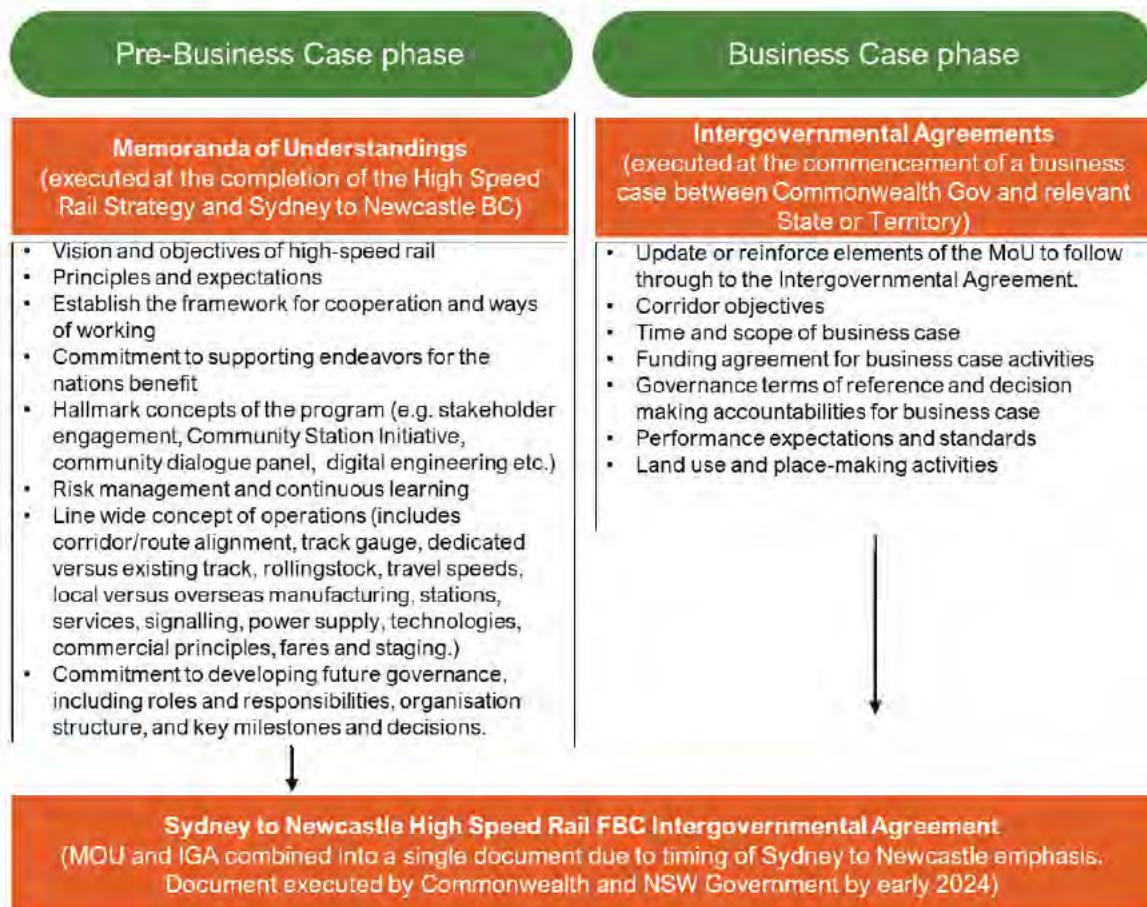 Pre-Business Case phase
Business Case phase
Memoranda of Understandings
(executed at the completion of the High Speed
Rail Strategy and Sydney to Newcastle BC)
• Vision and objectives of high-speed rail
• Principles and expectations
• Establish the framework for cooperation and ways
of working
• Commitment to supporting endeavors for the
nations benefit
• Hallmark concepts of the program (e.g. stakeholder
engagement, Community Station Initiative,
community dialogue panel, digital engineering etc.)
• Risk management and continuous learning
• Line wide concept of operations (includes
corridor/route alignment, track gauge, dedicated
versus existing track, rollingstock, travel speeds,
local versus overseas manufacturing, stations,
services, signalling, power supply, technologies,
commercial principles, fares and staging.)
• Commitment to developing future governance,
including roles and responsibilities, organisation
structure, and key milestones and decisions.
Intergovernmental Agreements
(executed at the commencement of a business
case between Commonwealth Gov and relevant
State or Territory)
• Update or reinforce elements of the MoU to follow
through to the Intergovernmental Agreement.
• Corridor objectives
• Time and scope of business case
• Funding agreement for business case activities
• Governance terms of reference and decision
making accountabilities for business case
• Performance expectations and standards
• Land use and place-making activities
Sydney to Newcastle High Speed Rail FBC Intergovernmental Agreement
(MOU and IGA combined into a single document due to timing of Sydney to Newcastle emphasis.
Document executed by Commonwealth and NSW Government by early 2024)